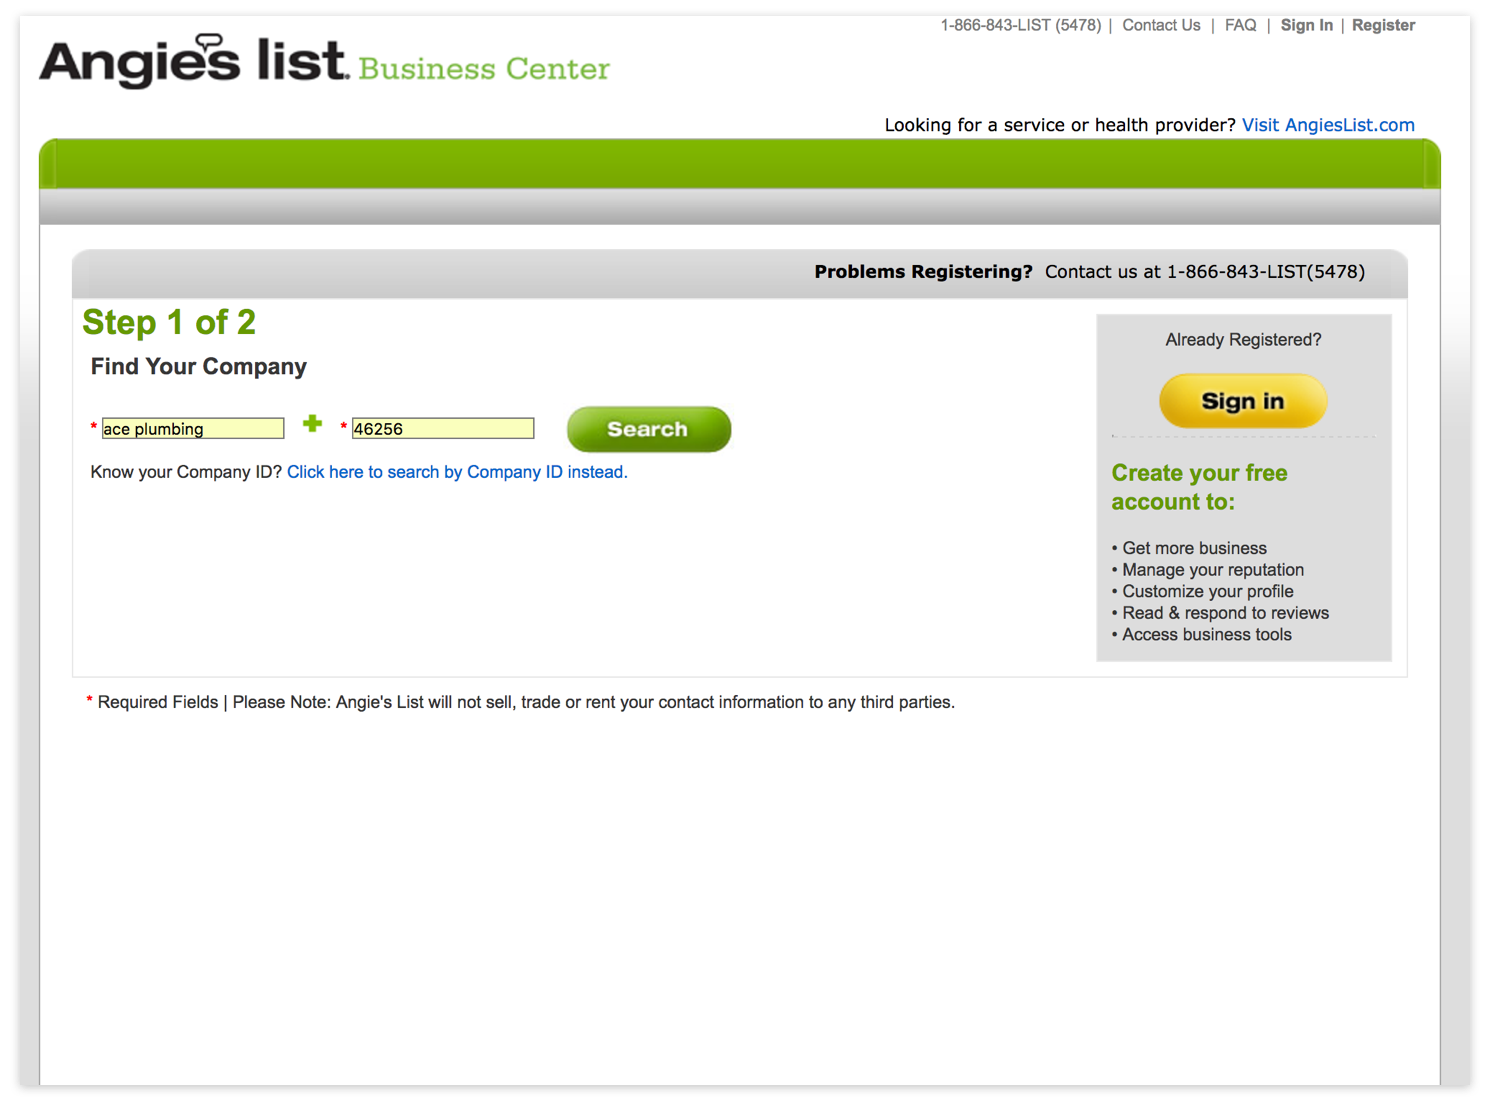 1-866-843-LIST (5478) | Contact Us | FAQ | Sign In | Register
Angie's list. Business Center
Looking for a service or health provider? Visit AngiesList.com
Problems Registering? Contact us at 1-866-843-LIST(5478)
Step 1 of 2
Find Your Company
* ace plumbing + * 46256 Search
Know your Company ID? Click here to search by Company ID instead.
Already Registered?
Sign in
Create your free
account to:
• Get more business
• Manage your reputation
• Customize your profile
• Read & respond to reviews
• Access business tools
* Required Fields | Please Note: Angie's List will not sell, trade or rent your contact information to any third parties.